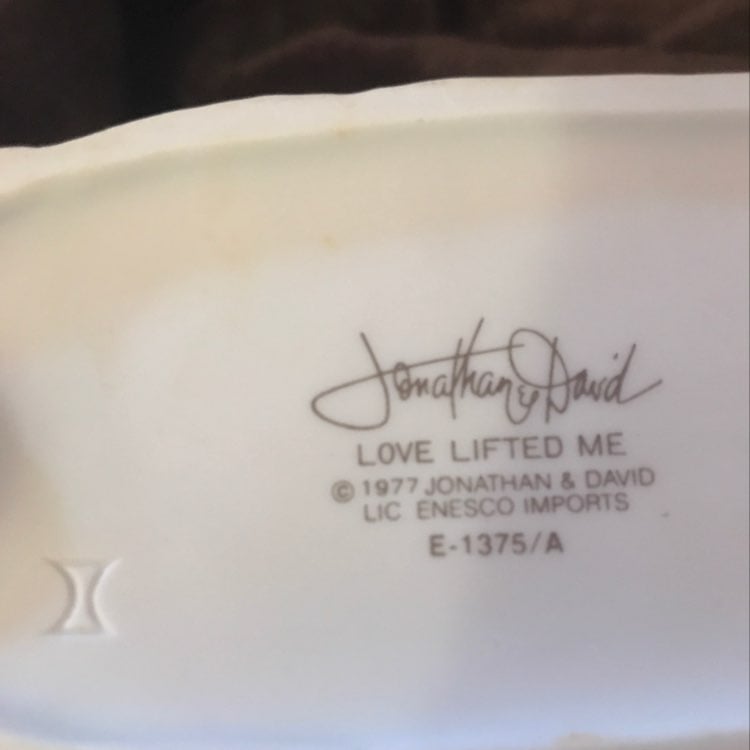 Jonathan & David
LOVE LIFTED ME
© 1977 JONATHAN & DAVID
LIC ENESCO IMPORTS
E-1375/A